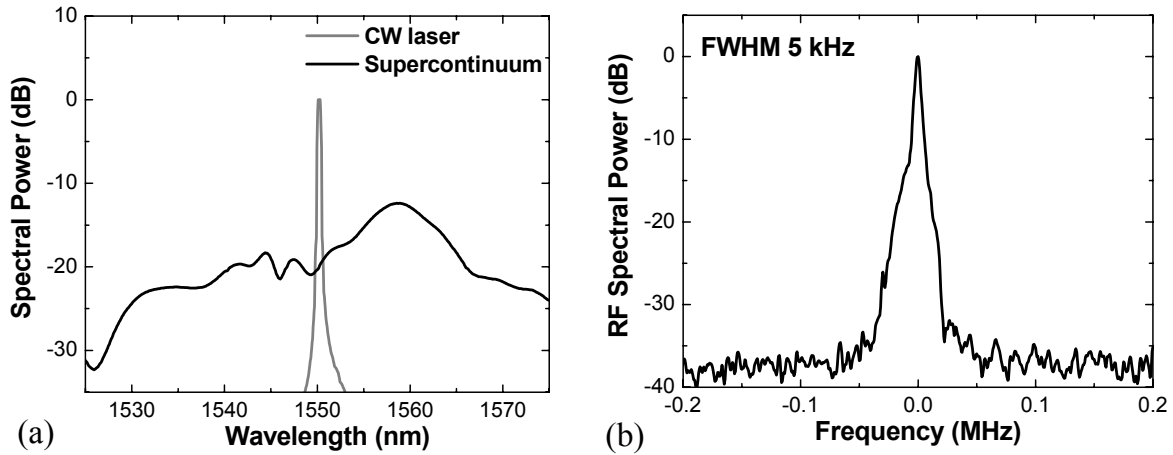 10
0
-10
-20
-30
Spectral Power (dB)
CW laser
Supercontinuum
1530 1540 1550 1560 1570
Wavelength (nm)
(a)
0
-10
-20
-30
-40
RF Spectral Power (dB)
FWHM 5 kHz
-0.2 -0.1 0.0 0.1 0.2
Frequency (MHz)
(b)